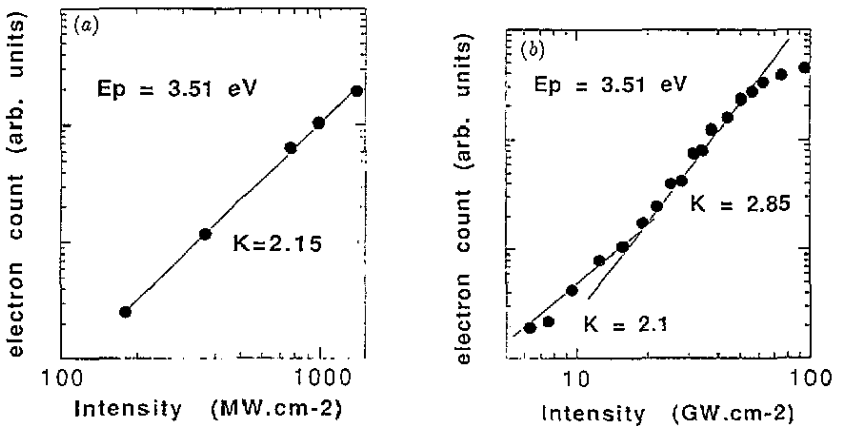 (a)
Ep = 3.51 eV
K=2.15
electron count (arb. units)
100
1000
Intensity (MW.cm-2)
(b)
Ep = 3.51 eV
K = 2.85
K = 2.1
electron count (arb. units)
10
100
Intensity (GW.cm-2)